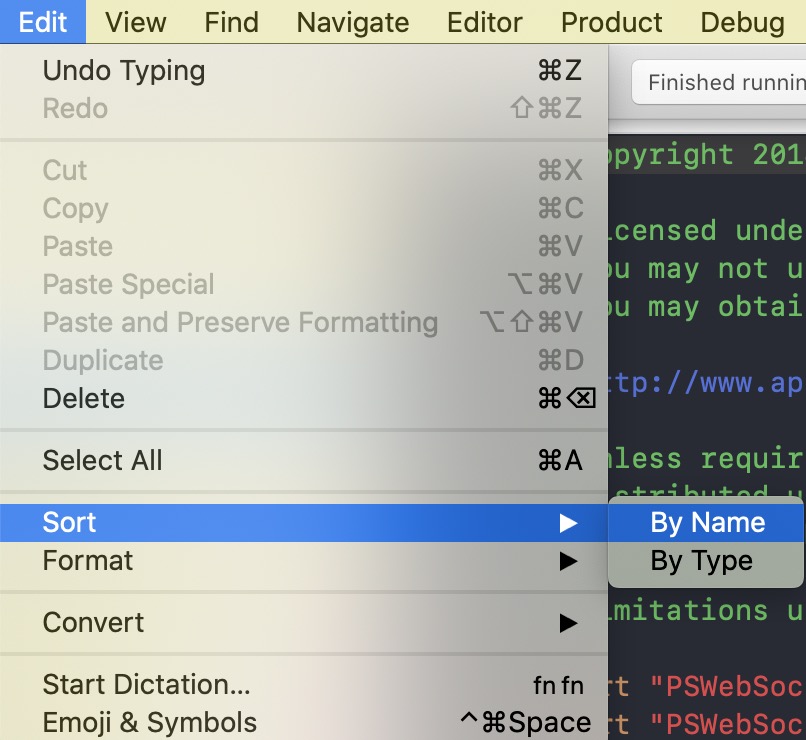 Edit View Find Navigate Editor Product Debug
Undo Typing ⌘Z
Redo ⇧⌘Z
Cut ⌘X
Copy ⌘C
Paste ⌘V
Paste Special ⌥⌘V
Paste and Preserve Formatting ⌥⇧⌘V
Duplicate ⌘D
Delete ⌘⌫
Select All ⌘A
Sort ▶
Format ▶
Convert ▶
Start Dictation... fn fn
Emoji & Symbols ^⌘Space
By Name
By Type
Finished runnin
opyright 201
icensed unde
ou may not u
ou may obtai
ttp://www.ap
nless requir
stributed u
imitations u
rt "PSWebSoc
rt "PSWebSoc